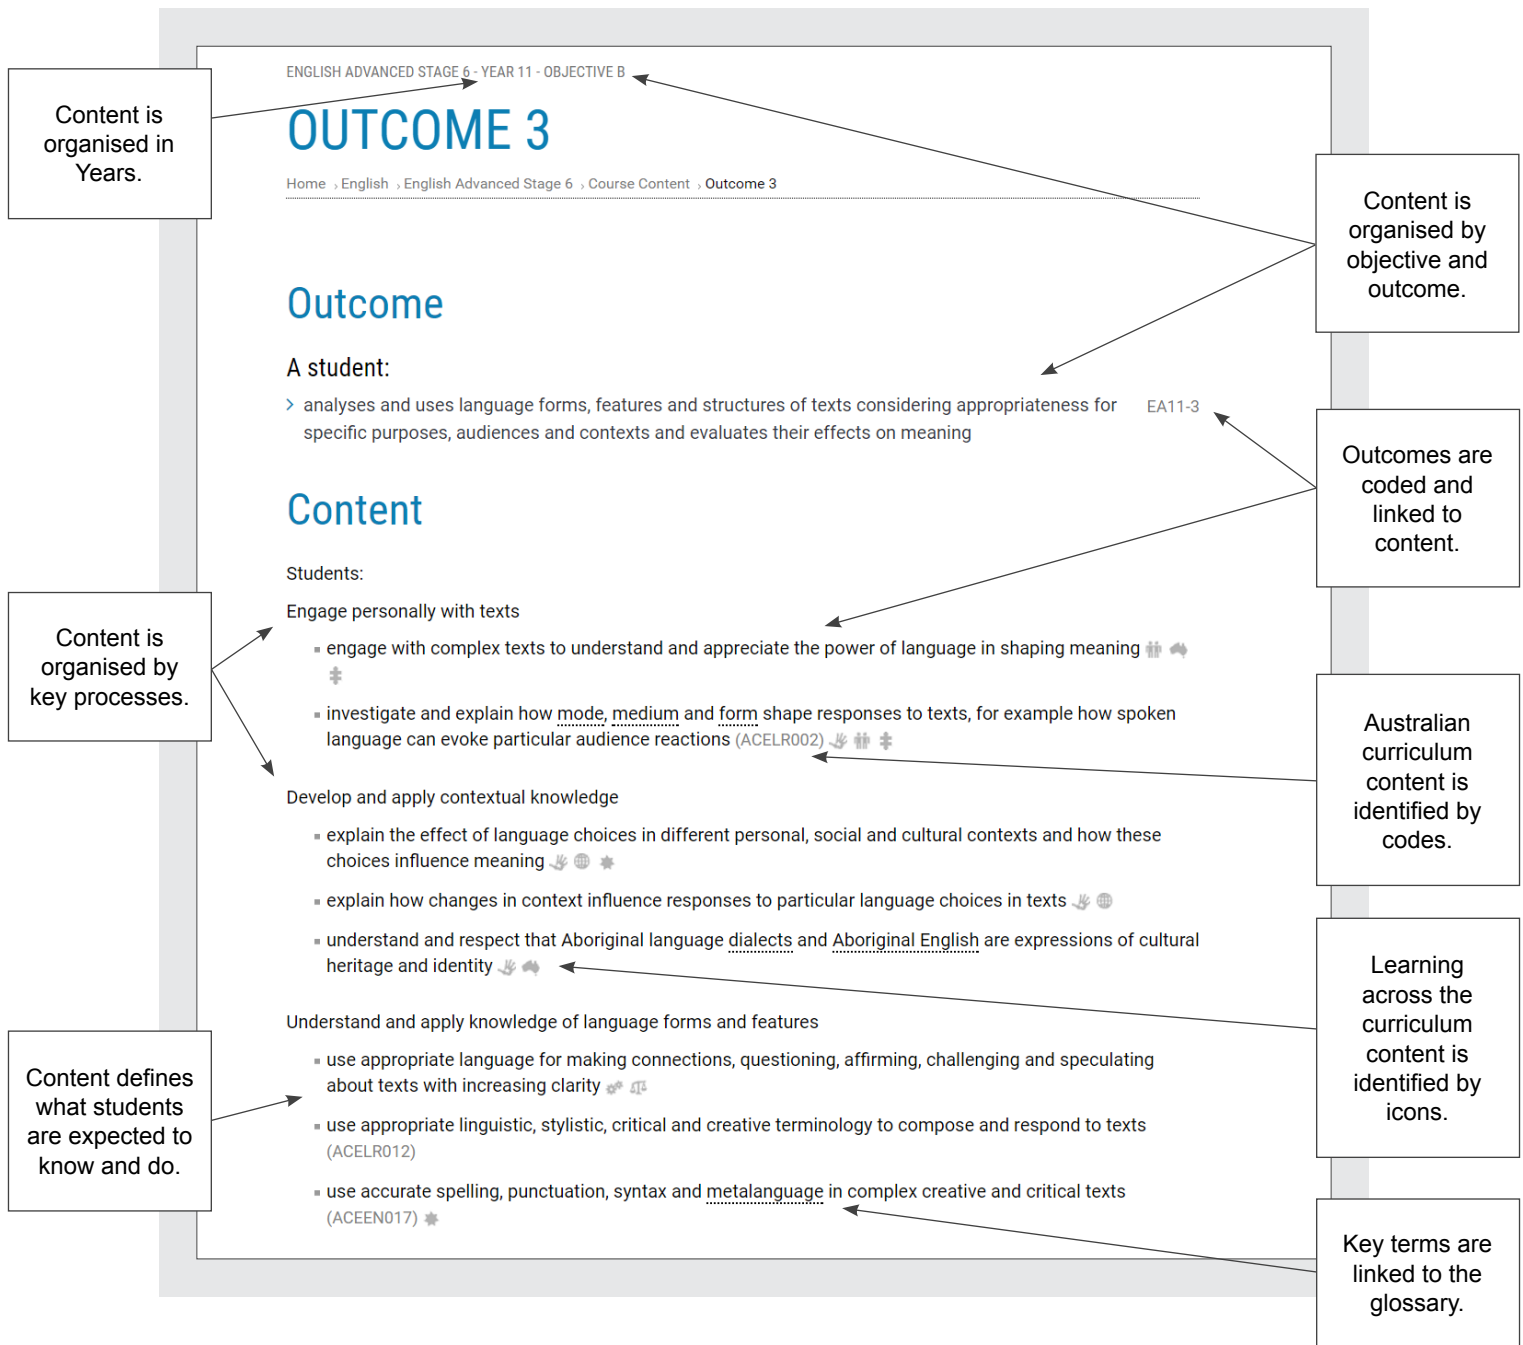 ENGLISH ADVANCED STAGE 6 - YEAR 11 - OBJECTIVE B
OUTCOME 3
Home › English › English Advanced Stage 6 › Course Content › Outcome 3
Outcome
A student:
analyses and uses language forms, features and structures of texts considering appropriateness for EA11-3
specific purposes, audiences and contexts and evaluates their effects on meaning
Content
Students:
Engage personally with texts
engage with complex texts to understand and appreciate the power of language in shaping meaning
investigate and explain how mode, medium and form shape responses to texts, for example how spoken
language can evoke particular audience reactions (ACELR002)
Develop and apply contextual knowledge
explain the effect of language choices in different personal, social and cultural contexts and how these
choices influence meaning
explain how changes in context influence responses to particular language choices in texts
understand and respect that Aboriginal language dialects and Aboriginal English are expressions of cultural
heritage and identity
Understand and apply knowledge of language forms and features
use appropriate language for making connections, questioning, affirming, challenging and speculating
about texts with increasing clarity
use appropriate linguistic, stylistic, critical and creative terminology to compose and respond to texts
(ACELR012)
use accurate spelling, punctuation, syntax and metalanguage in complex creative and critical texts
(ACEEN017)
Content is
organised in
Years.
Content is
organised by
key processes.
Content defines
what students
are expected to
know and do.
Content is
organised by
objective and
outcome.
Outcomes are
coded and
linked to
content.
Australian
curriculum
content is
identified by
codes.
Learning
across the
curriculum
content is
identified by
icons.
Key terms are
linked to the
glossary.